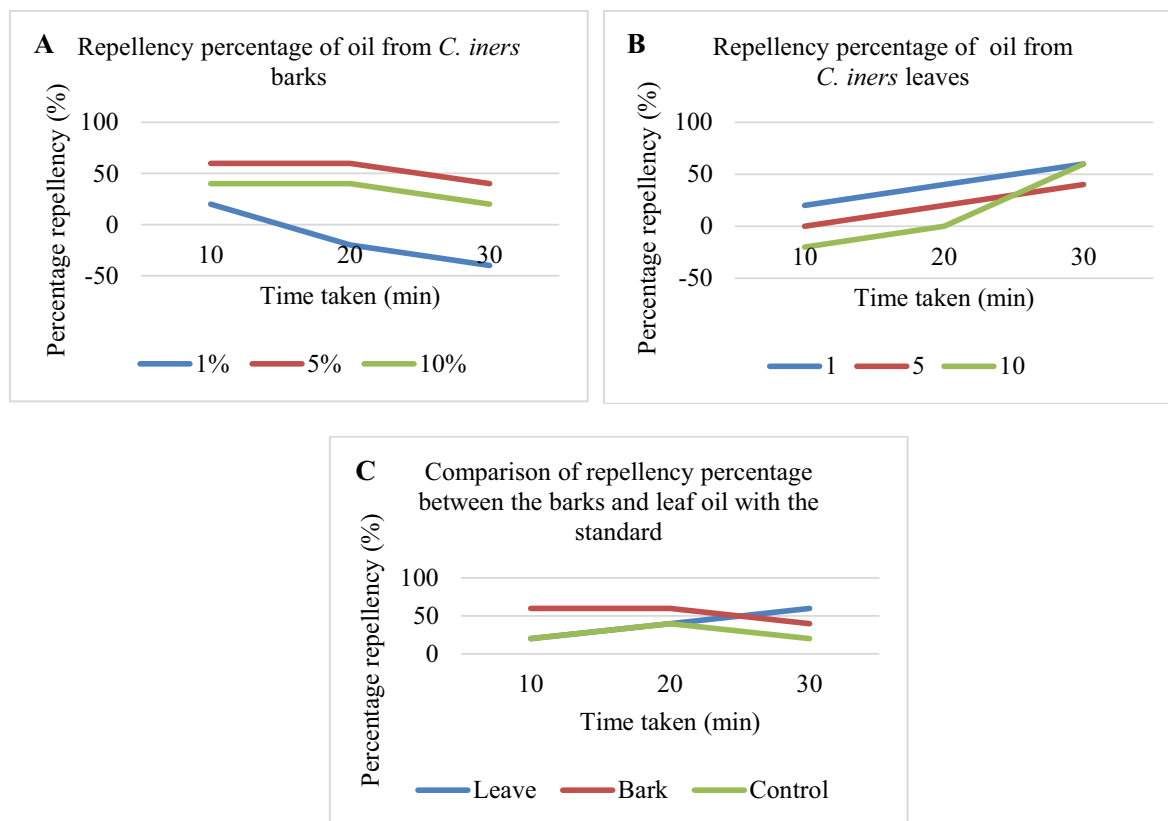 A Repellency percentage of oil from C. iners
barks
Percentage repellency (%)
100
50
0
-50
10 20 30
Time taken (min)
1% 5% 10%
B Repellency percentage of oil from
C. iners leaves
Percentage repellency (%)
100
50
0
-50
10 20 30
Time taken (min)
1 5 10
C Comparison of repellency percentage
between the barks and leaf oil with the
standard
Percentage repellency (%)
100
50
0
10 20 30
Time taken (min)
Leave Bark Control